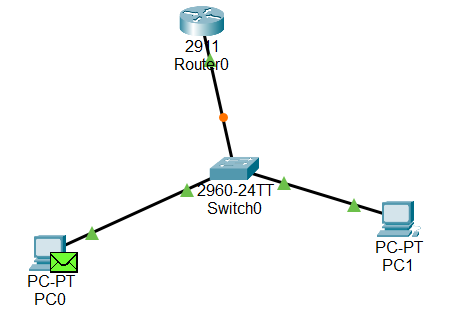 2911
Router0
2960-24TT
Switch0
PC-PT
PC1
PC-PT
PC0